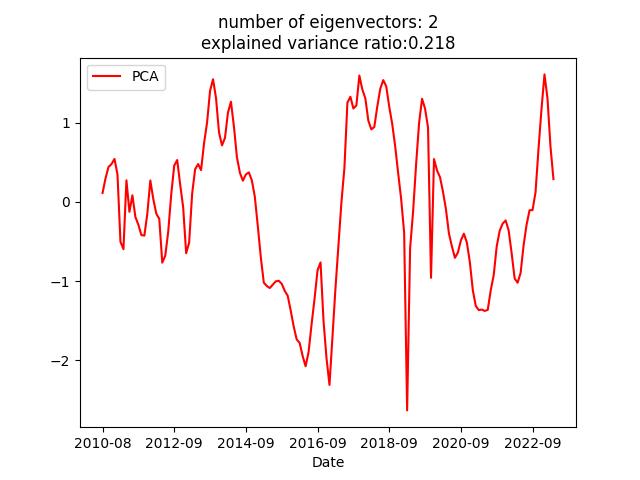 number of eigenvectors: 2
explained variance ratio:0.218
PCA
1
0
−1
−2
2010-08 2012-09 2014-09 2016-09 2018-09 2020-09 2022-09
Date